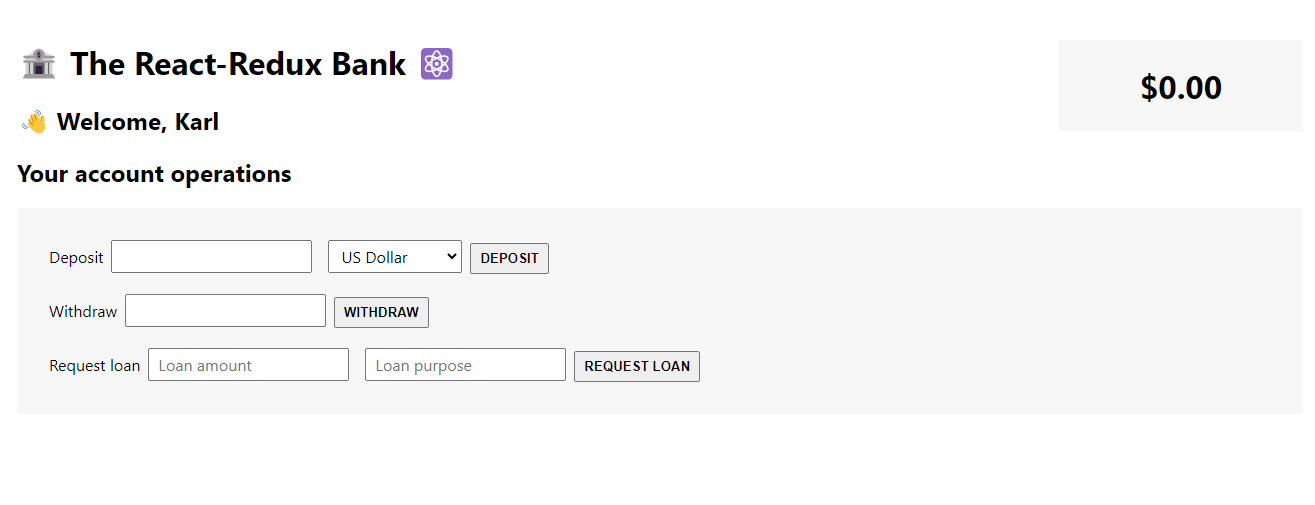 The React-Redux Bank
$0.00
Welcome, Karl
Your account operations
Deposit US Dollar DEPOSIT
Withdraw WITHDRAW
Request loan Loan amount Loan purpose REQUEST LOAN